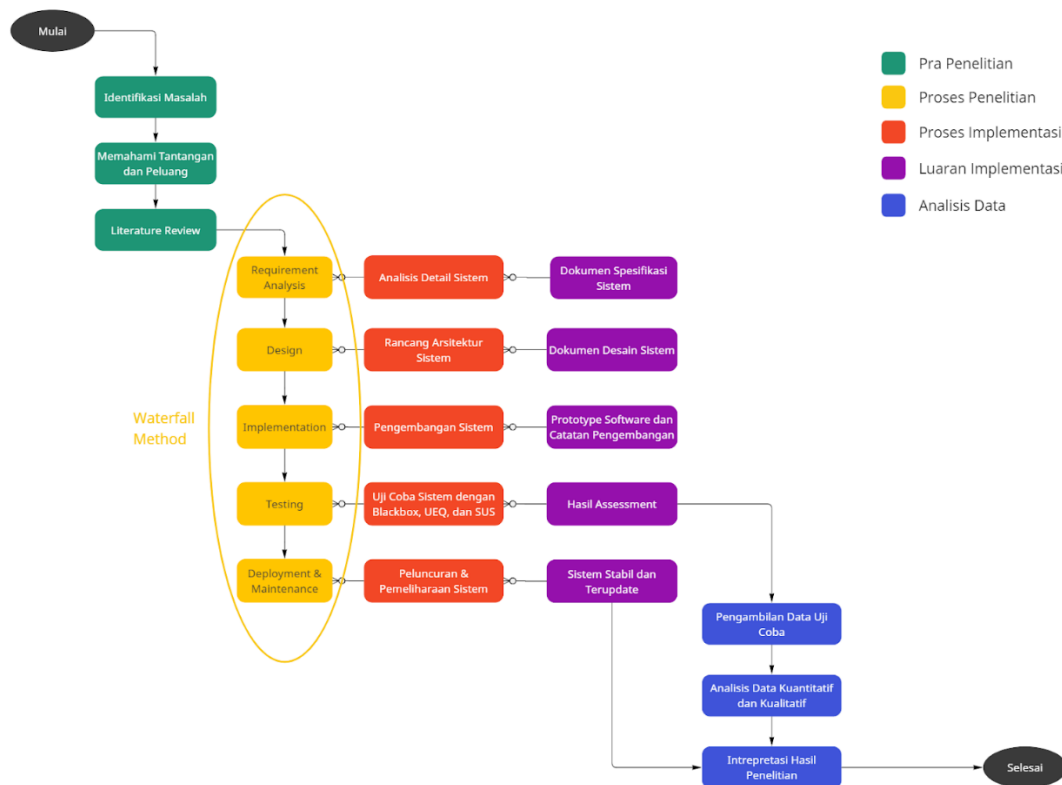 Mulai
Pra Penelitian
Proses Penelitian
Proses Implementasi
Luaran Implementasi
Analisis Data
Identifikasi Masalah
Memahami Tantangan
dan Peluang
Literature Review
Waterfall
Method
Requirement
Analysis
Analisis Detail Sistem
Dokumen Spesifikasi
Sistem
Design
Rancang Arsitektur
Sistem
Dokumen Desain Sistem
Implementation
Pengembangan Sistem
Prototype Software dan
Catatan Pengembangan
Testing
Uji Coba Sistem dengan
Blackbox, UEQ, dan SUS
Hasil Assessment
Deployment &
Maintenance
Peluncuran &
Pemeliharaan Sistem
Sistem Stabil dan
Terupdate
Pengambilan Data Uji
Coba
Analisis Data Kuantitatif
dan Kualitatif
Intrepretasi Hasil
Penelitian
Selesai